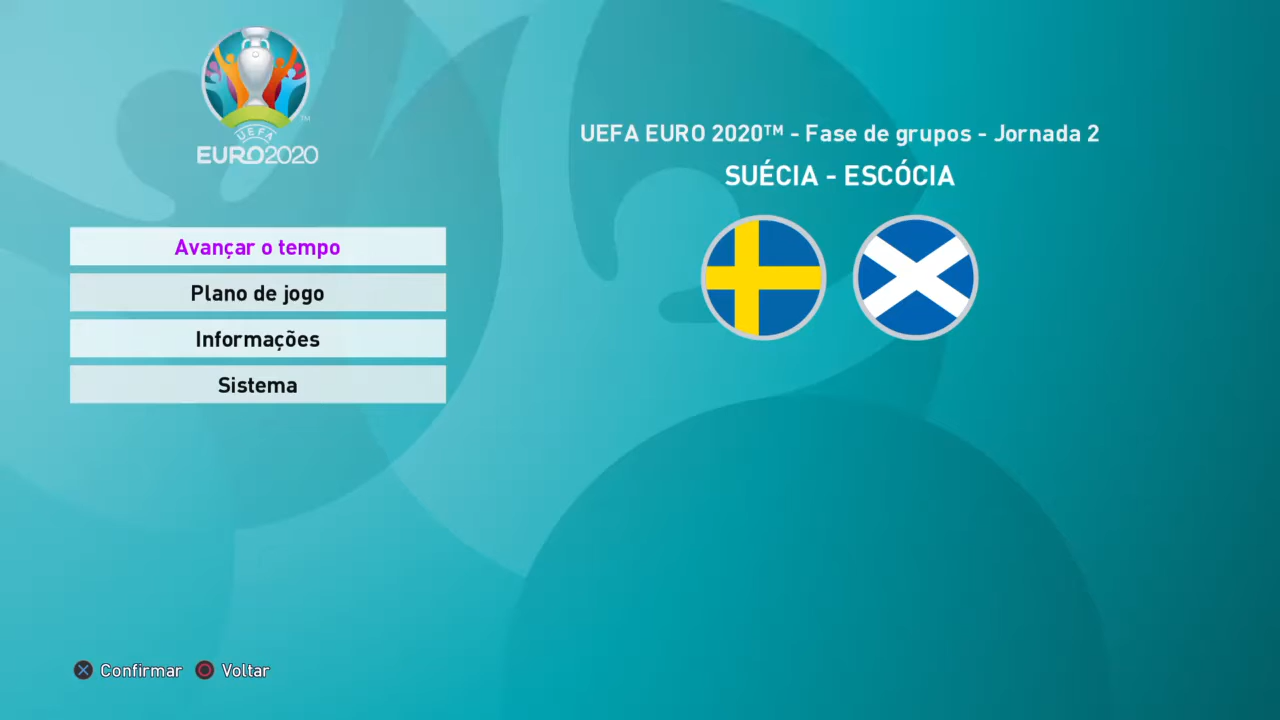 UEFA
EURO2020
™
UEFA EURO 2020™ - Fase de grupos - Jornada 2
SUÉCIA - ESCÓCIA
Avançar o tempo
Plano de jogo
Informações
Sistema
Confirmar Voltar